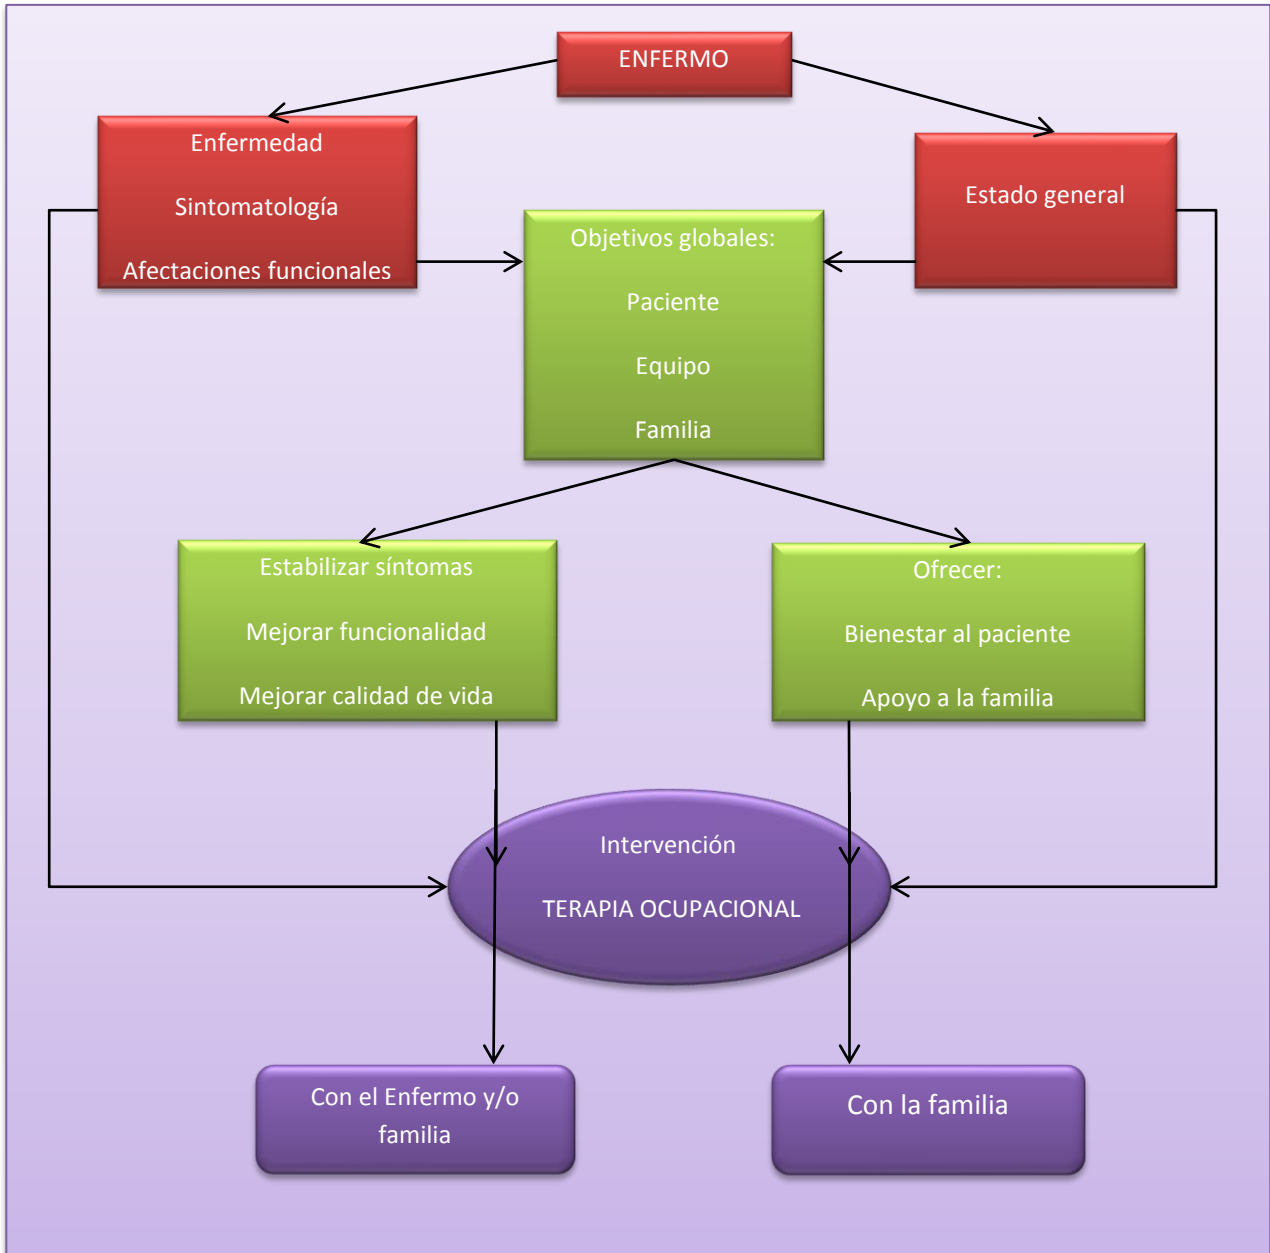 ENFERMO
Enfermedad
Sintomatología
Afectaciones funcionales
Estado general
Objetivos globales:
Paciente
Equipo
Familia
Estabilizar síntomas
Mejorar funcionalidad
Mejorar calidad de vida
Ofrecer:
Bienestar al paciente
Apoyo a la familia
Intervención
TERAPIA OCUPACIONAL
Con el Enfermo y/o
familia
Con la familia